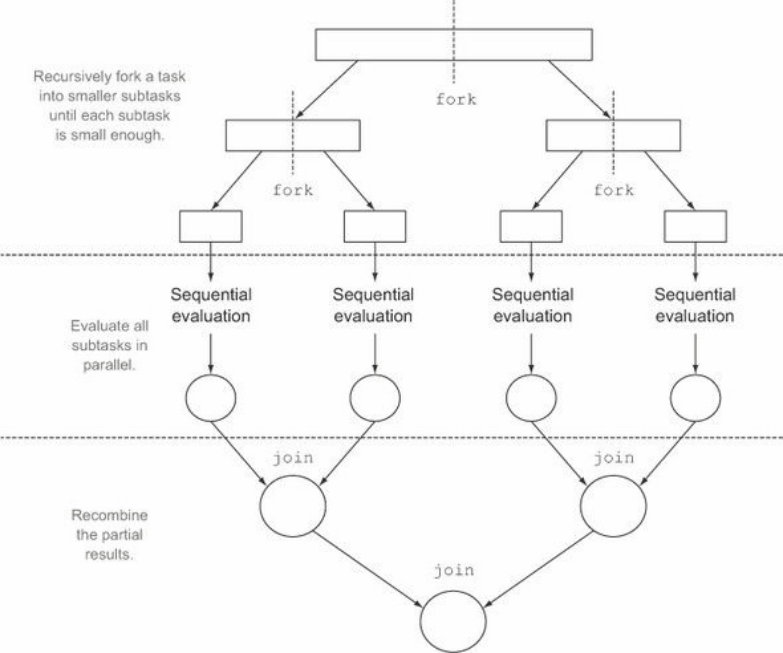 Recursively fork a task
into smaller subtasks
until each subtask
is small enough.
fork
fork
fork
Sequential
evaluation
Sequential
evaluation
Sequential
evaluation
Sequential
evaluation
Evaluate all
subtasks in
parallel.
join
join
Recombine
the partial
results.
join